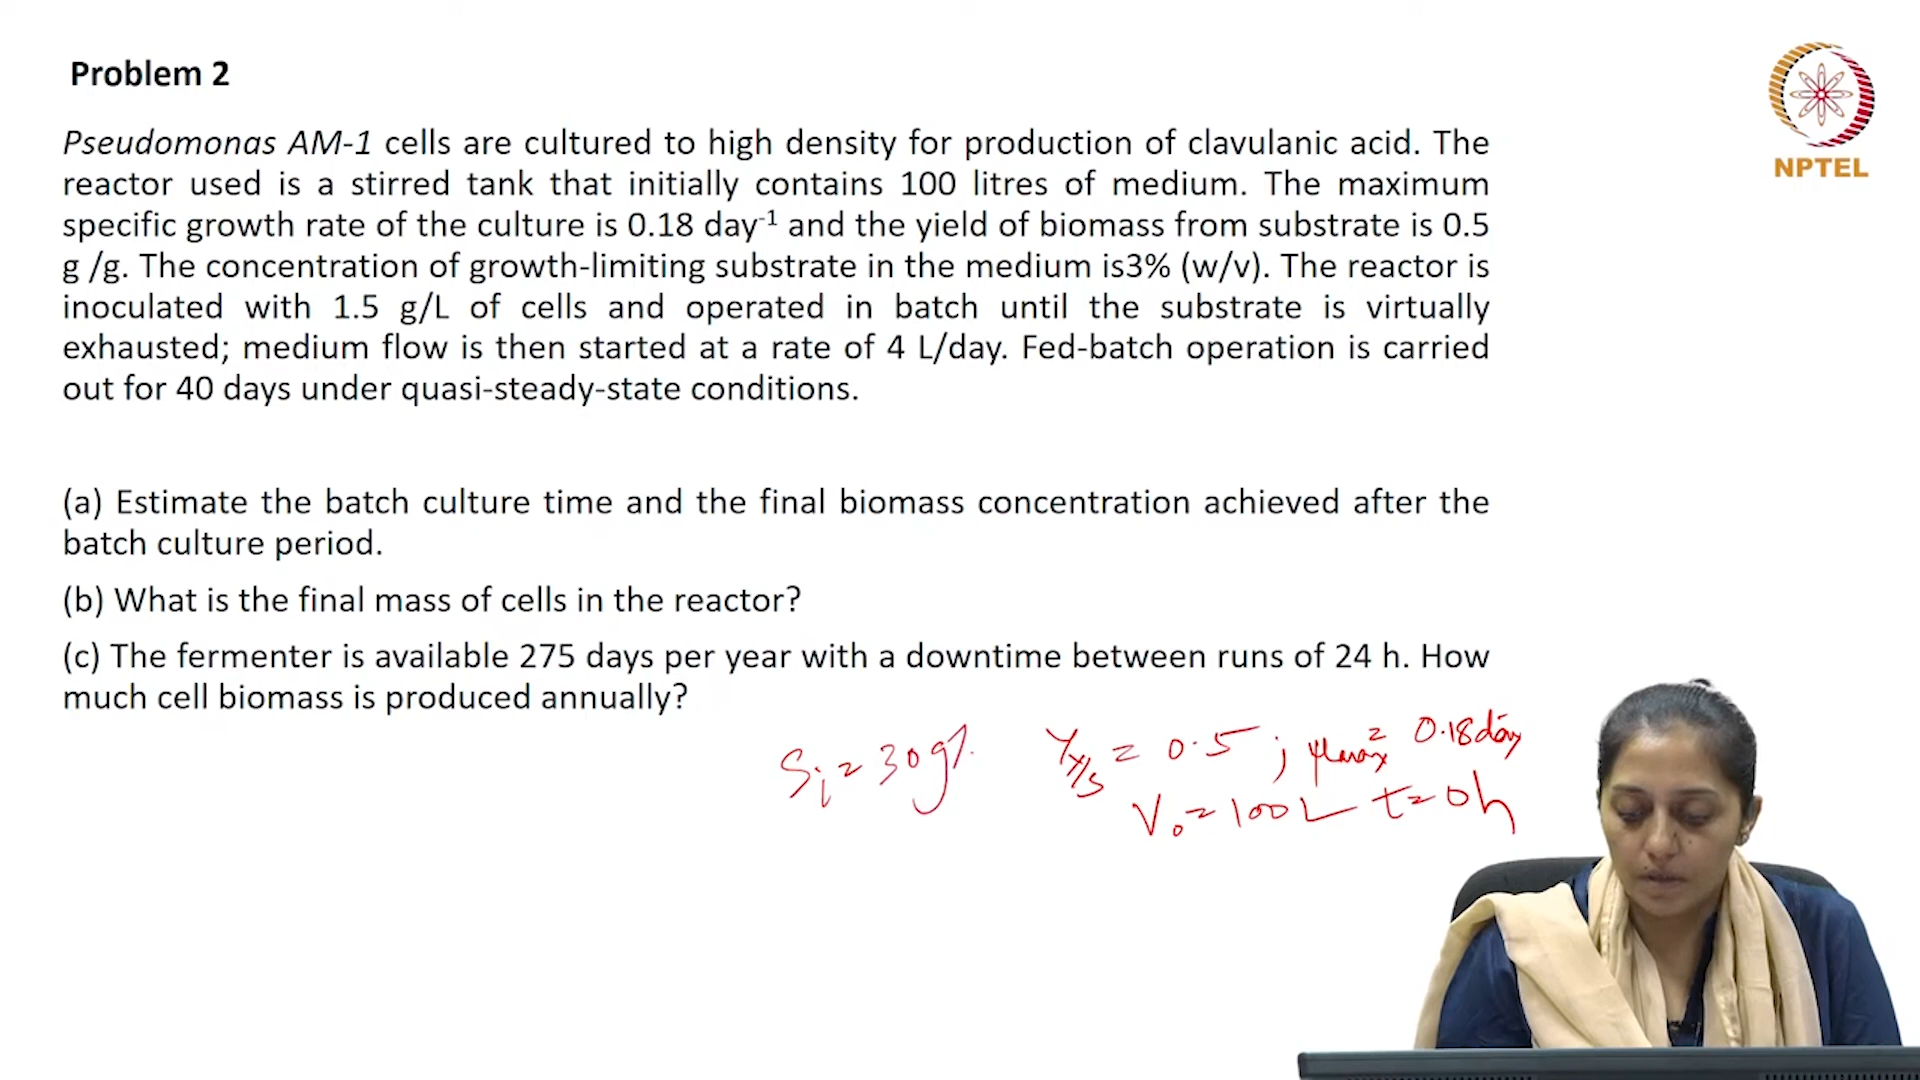 Problem 2
NPTEL
Pseudomonas AM-1 cells are cultured to high density for production of clavulanic acid. The
reactor used is a stirred tank that initially contains 100 litres of medium. The maximum
specific growth rate of the culture is 0.18 day-1 and the yield of biomass from substrate is 0.5
g /g. The concentration of growth-limiting substrate in the medium is3% (w/v). The reactor is
inoculated with 1.5 g/L of cells and operated in batch until the substrate is virtually
exhausted; medium flow is then started at a rate of 4 L/day. Fed-batch operation is carried
out for 40 days under quasi-steady-state conditions.
(a) Estimate the batch culture time and the final biomass concentration achieved after the
batch culture period.
(b) What is the final mass of cells in the reactor?
(c) The fermenter is available 275 days per year with a downtime between runs of 24 h. How
much cell biomass is produced annually?
Si = 30 g/. Yx/s = 0.5 ; μmax = 0.18 day-
V0 = 100 L t = 0 h